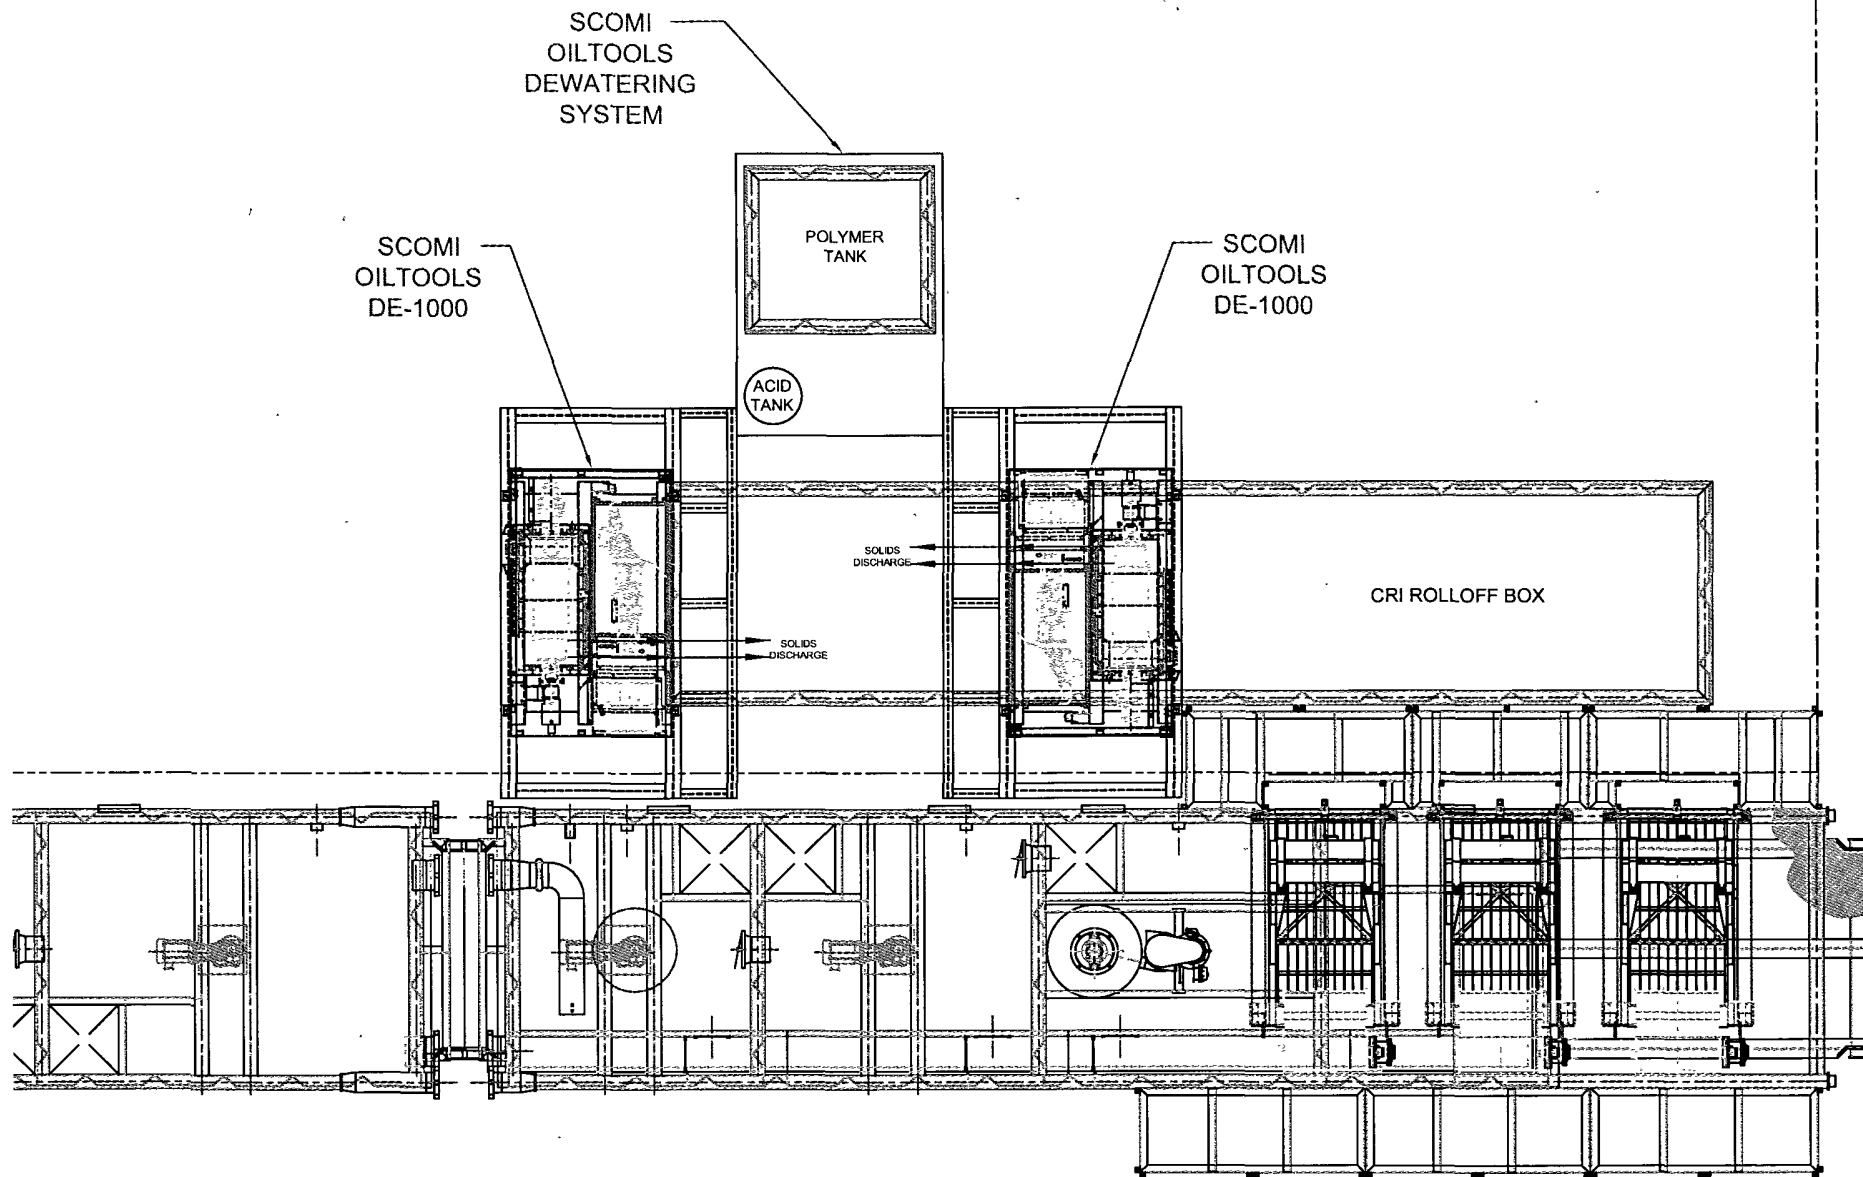 SCOMI
OILTOOLS
DEWATERING
SYSTEM
SCOMI
OILTOOLS
DE-1000
POLYMER
TANK
SCOMI
OILTOOLS
DE-1000
ACID
TANK
SOLIDS
DISCHARGE
CRI ROLLOFF BOX
SOLIDS
DISCHARGE